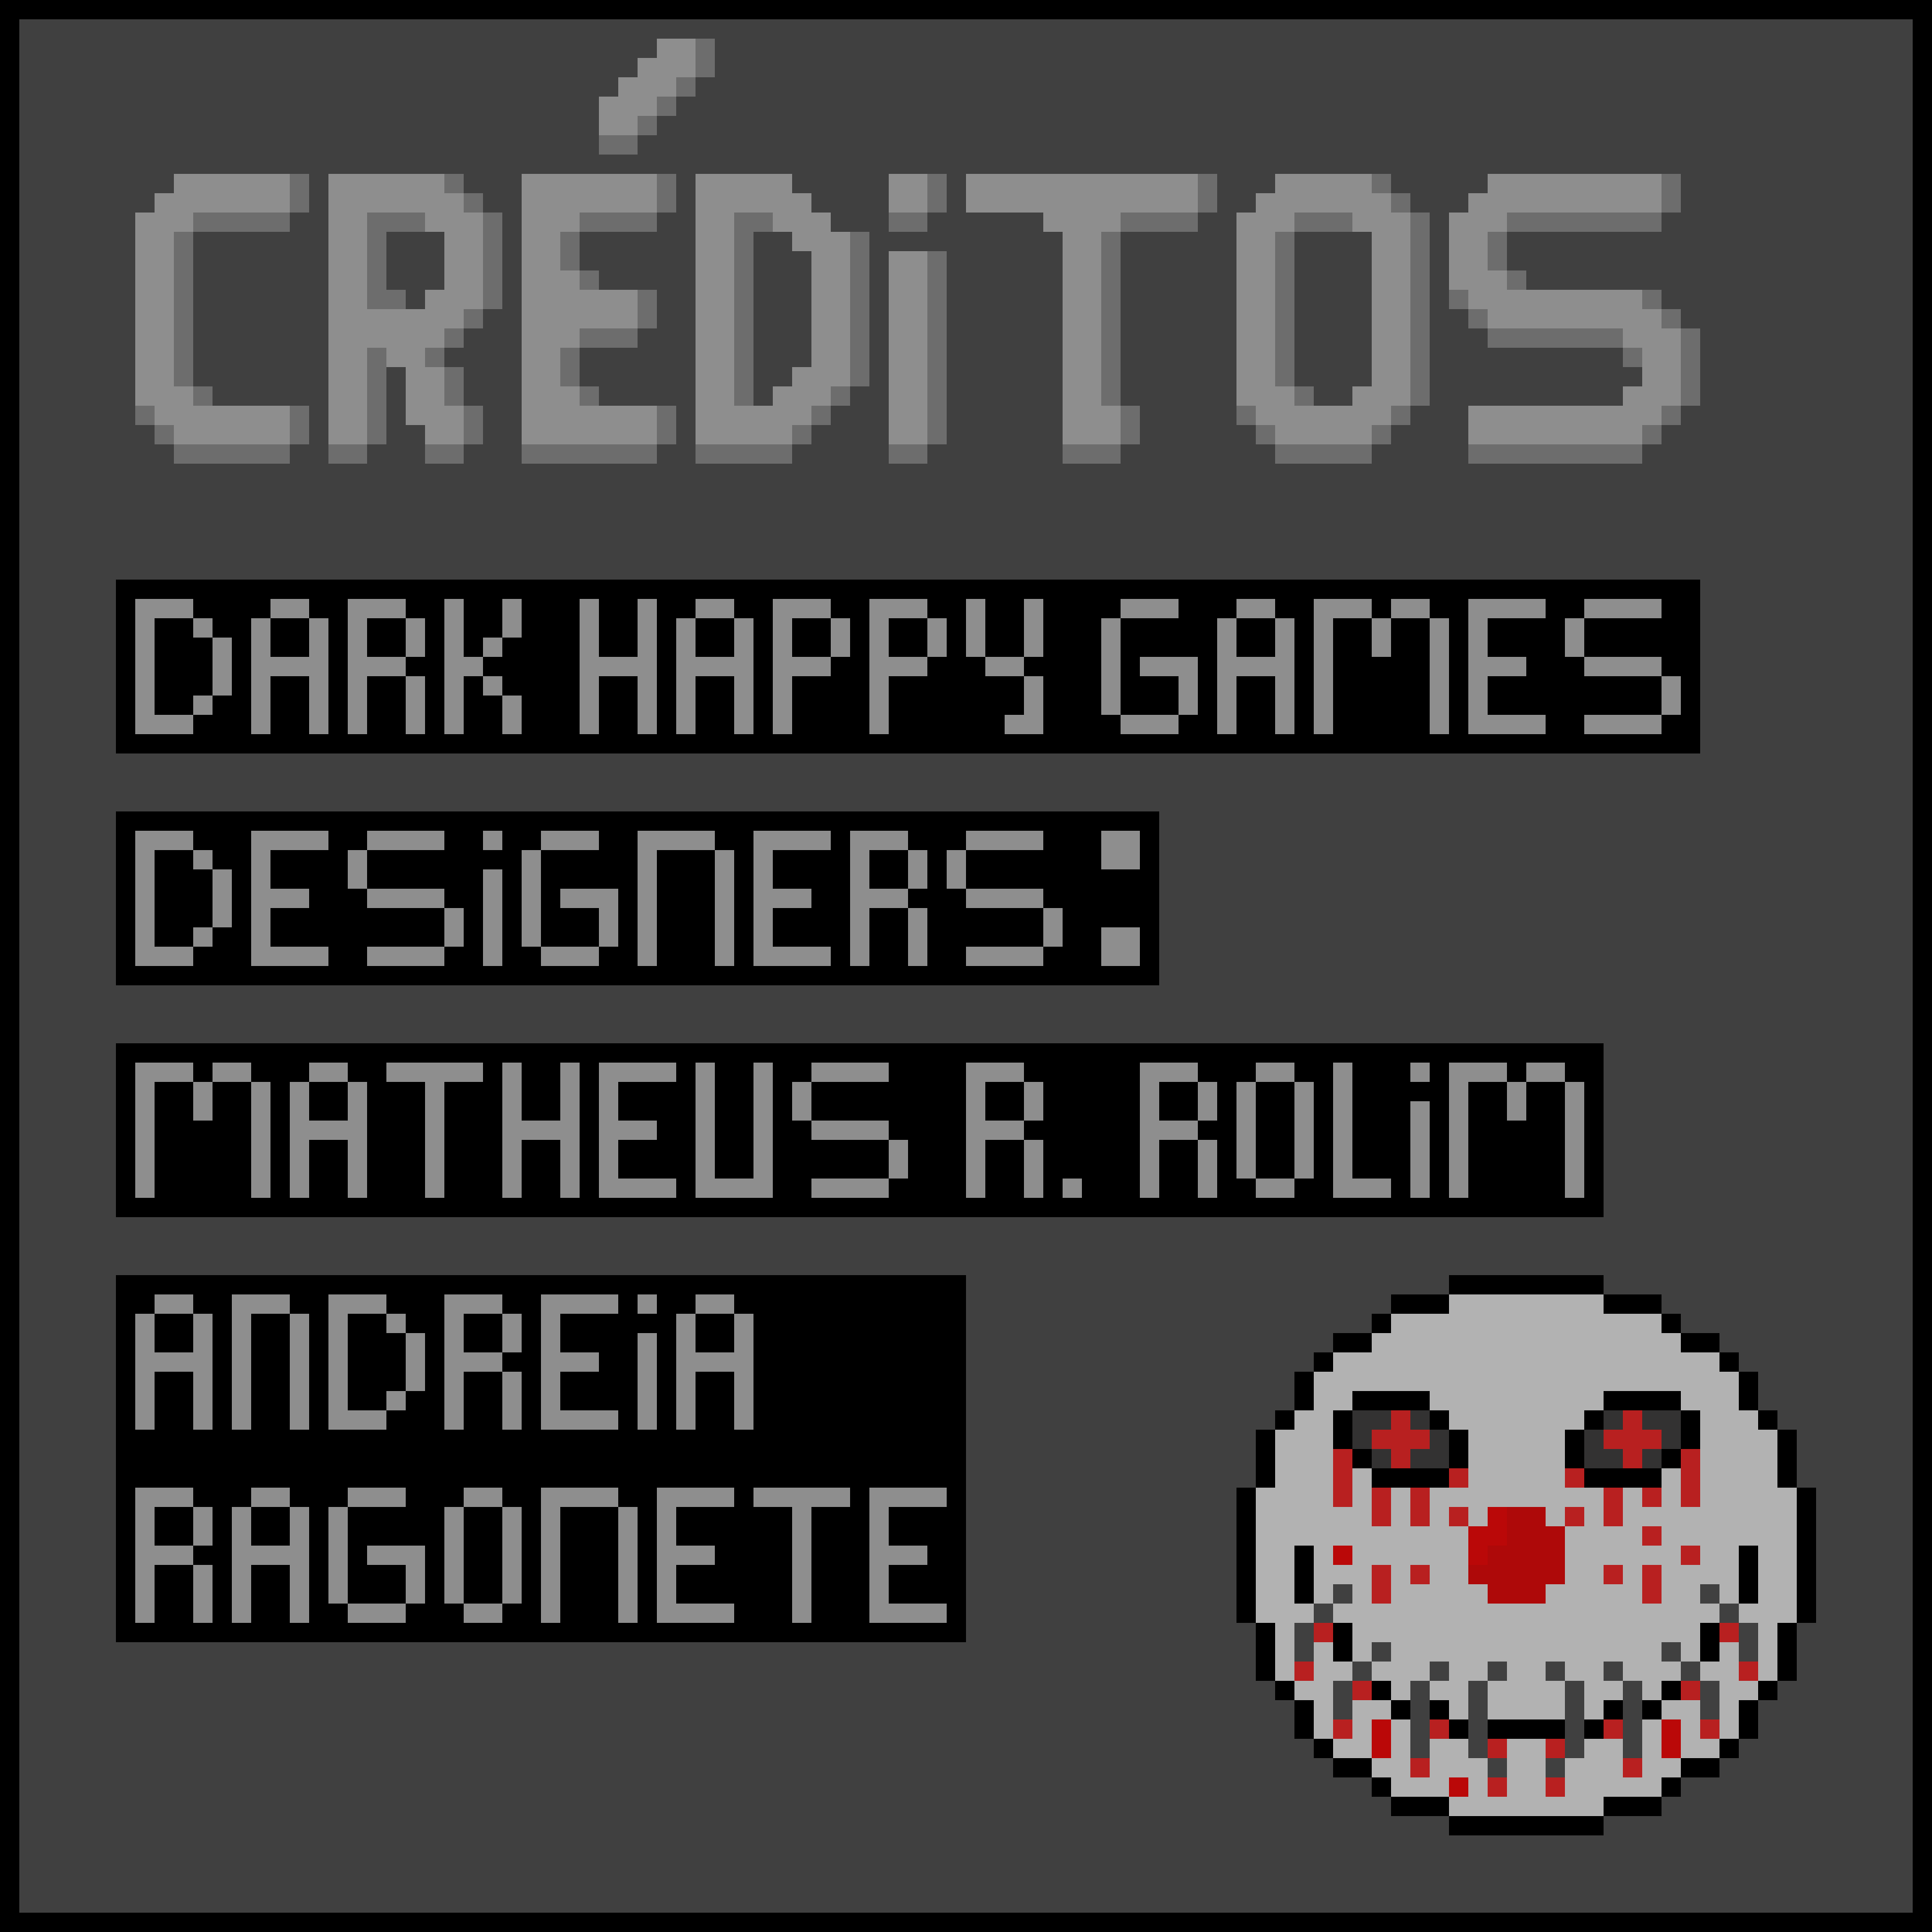 CRÉDiTOS
DARK HAPPY GAMES
DESiGNERS:
MATHEUS R. ROLiM
ANDREiA
RAGONETE